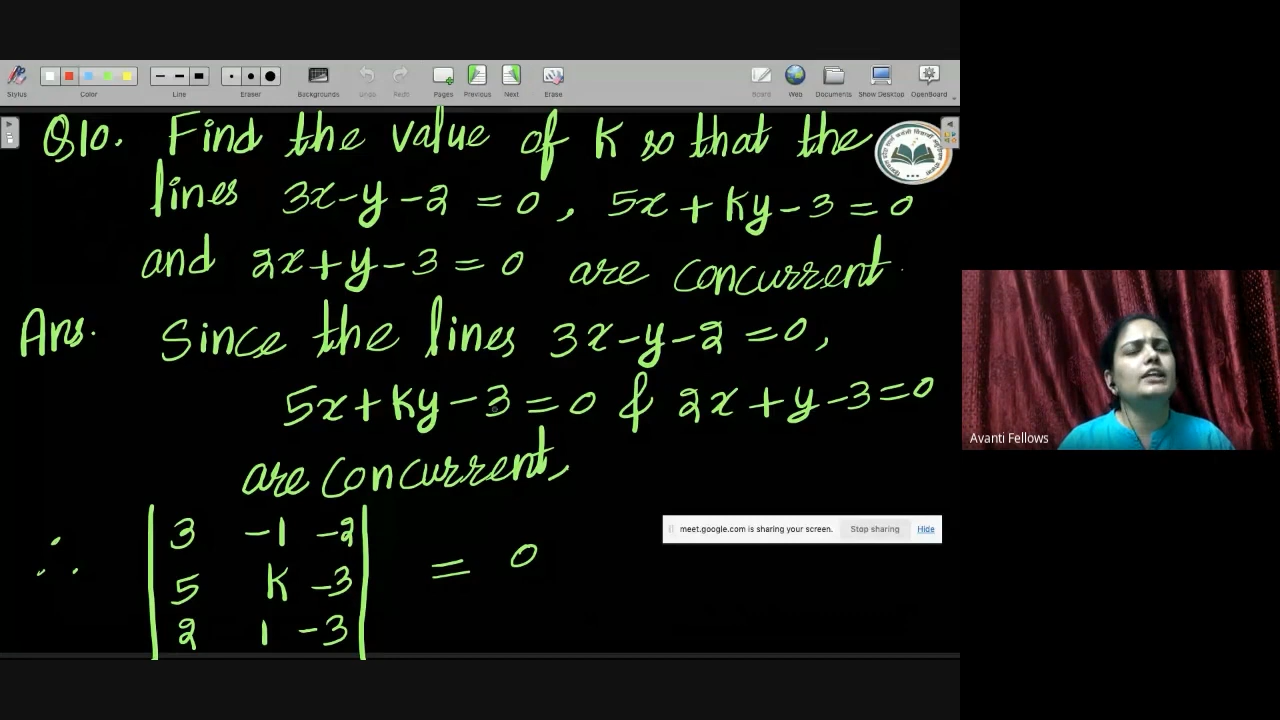 Stylus Color Line Eraser Backgrounds Undo Redo Pages Previous Next Erase Board Web Documents Show Desktop OpenBoard
Q10. Find the value of K so that the
lines 3x-y-2 = 0, 5x+Ky-3=0
and 2x+y-3=0 are concurrent.
Ans. Since the lines 3x-y-2=0,
5x+Ky-3=0 & 2x+y-3=0
are concurrent,
Avanti Fellows
meet.google.com is sharing your screen. Stop sharing Hide
∴ | 3 -1 -2 |
| 5 K -3 | = 0
| 2 1 -3 |